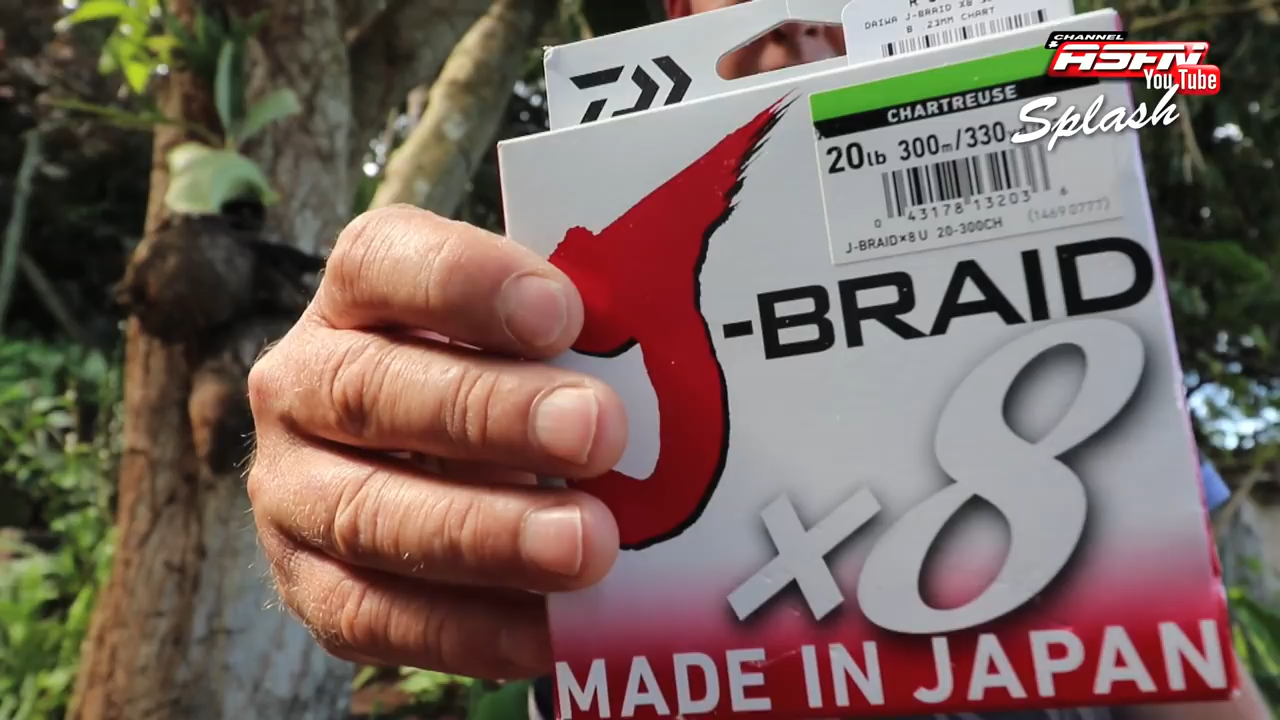 DAIWA J-BRAID X8
23MM CHART
CHANNEL
ASFN
YouTube
Splash
CHARTREUSE
20lb 300m/330
0 43178 13203 6
J-BRAID×8U 20-300CH (14690777)
J-BRAID
×8
MADE IN JAPAN